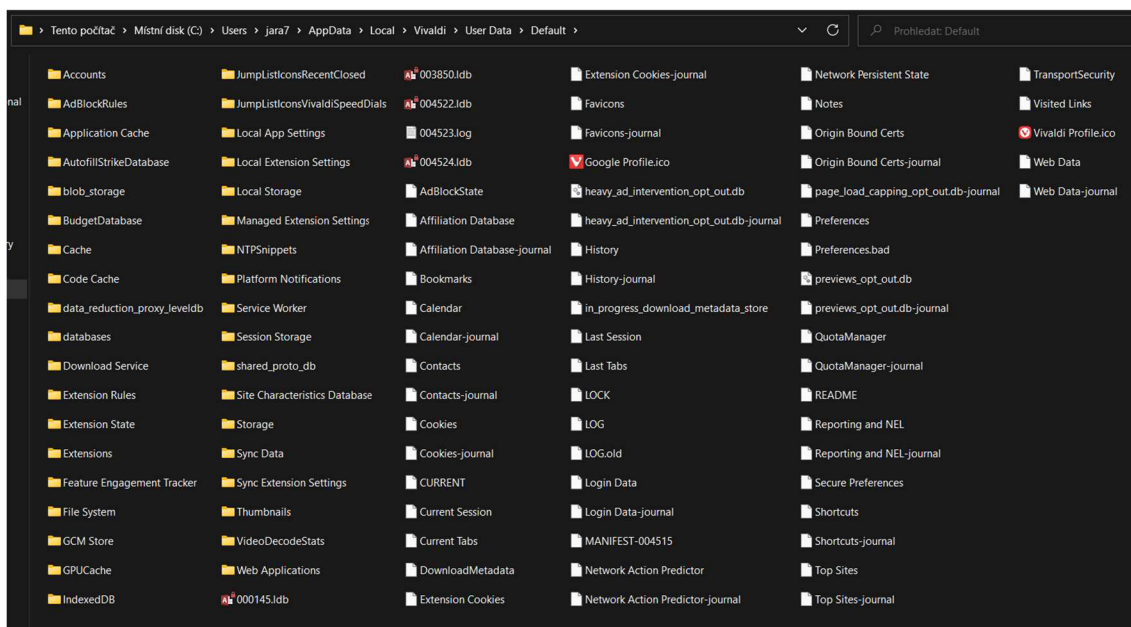 Tento počítač › Místní disk (C:) › Users › jara7 › AppData › Local › Vivaldi › User Data › Default ›
Prohledat: Default
nal
ry
Accounts
AdBlockRules
Application Cache
AutofillStrikeDatabase
blob_storage
BudgetDatabase
Cache
Code Cache
data_reduction_proxy_leveldb
databases
Download Service
Extension Rules
Extension State
Extensions
Feature Engagement Tracker
File System
GCM Store
GPUCache
IndexedDB
JumpListIconsRecentClosed
JumpListIconsVivaldiSpeedDials
Local App Settings
Local Extension Settings
Local Storage
Managed Extension Settings
NTPSnippets
Platform Notifications
Service Worker
Session Storage
shared_proto_db
Site Characteristics Database
Storage
Sync Data
Sync Extension Settings
Thumbnails
VideoDecodeStats
Web Applications
000145.ldb
003850.ldb
004522.ldb
004523.log
004524.ldb
AdBlockState
Affiliation Database
Affiliation Database-journal
Bookmarks
Calendar
Calendar-journal
Contacts
Contacts-journal
Cookies
Cookies-journal
CURRENT
Current Session
Current Tabs
DownloadMetadata
Extension Cookies
Extension Cookies-journal
Favicons
Favicons-journal
Google Profile.ico
heavy_ad_intervention_opt_out.db
heavy_ad_intervention_opt_out.db-journal
History
History-journal
in_progress_download_metadata_store
Last Session
Last Tabs
LOCK
LOG
LOG.old
Login Data
Login Data-journal
MANIFEST-004515
Network Action Predictor
Network Action Predictor-journal
Network Persistent State
Notes
Origin Bound Certs
Origin Bound Certs-journal
page_load_capping_opt_out.db-journal
Preferences
Preferences.bad
previews_opt_out.db
previews_opt_out.db-journal
QuotaManager
QuotaManager-journal
README
Reporting and NEL
Reporting and NEL-journal
Secure Preferences
Shortcuts
Shortcuts-journal
Top Sites
Top Sites-journal
TransportSecurity
Visited Links
Vivaldi Profile.ico
Web Data
Web Data-journal